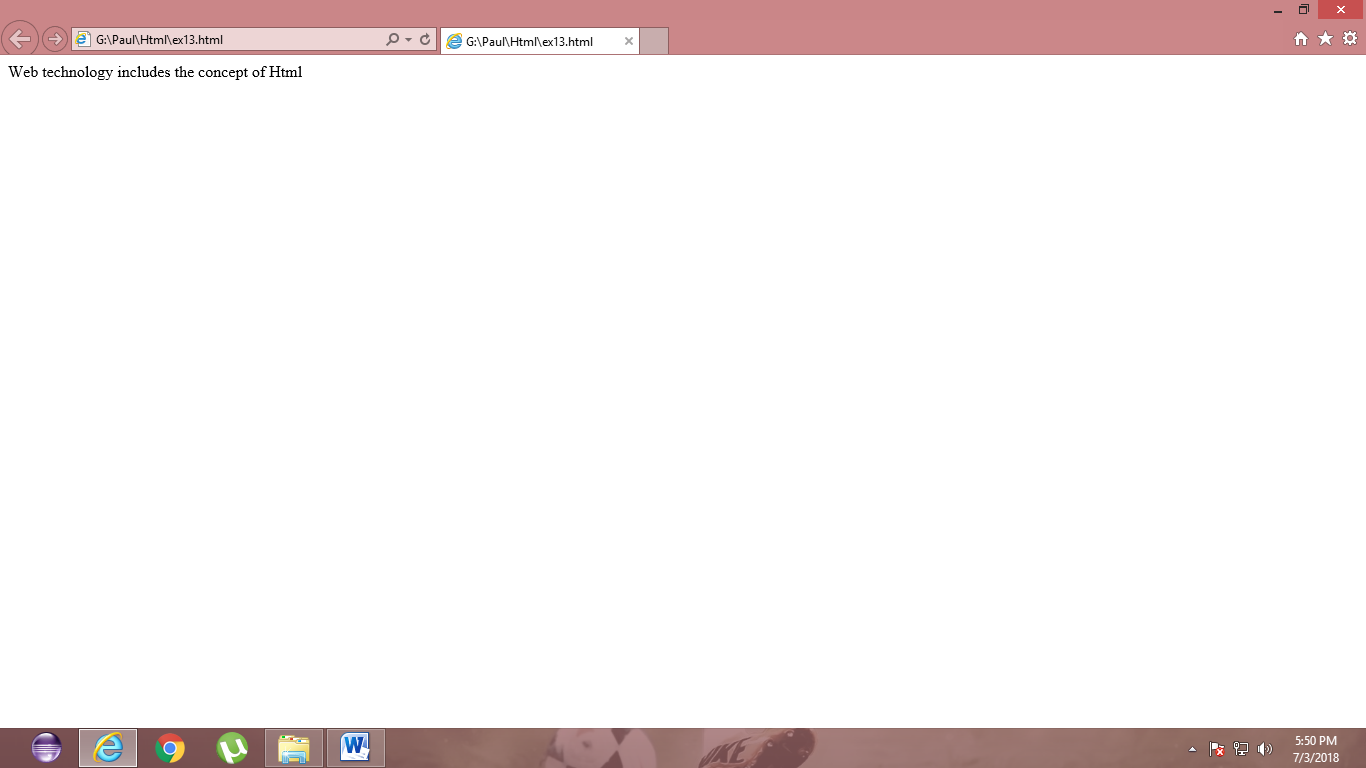 G:\Paul\Html\ex13.html
G:\Paul\Html\ex13.html
Web technology includes the concept of Html
5:50 PM
7/3/2018